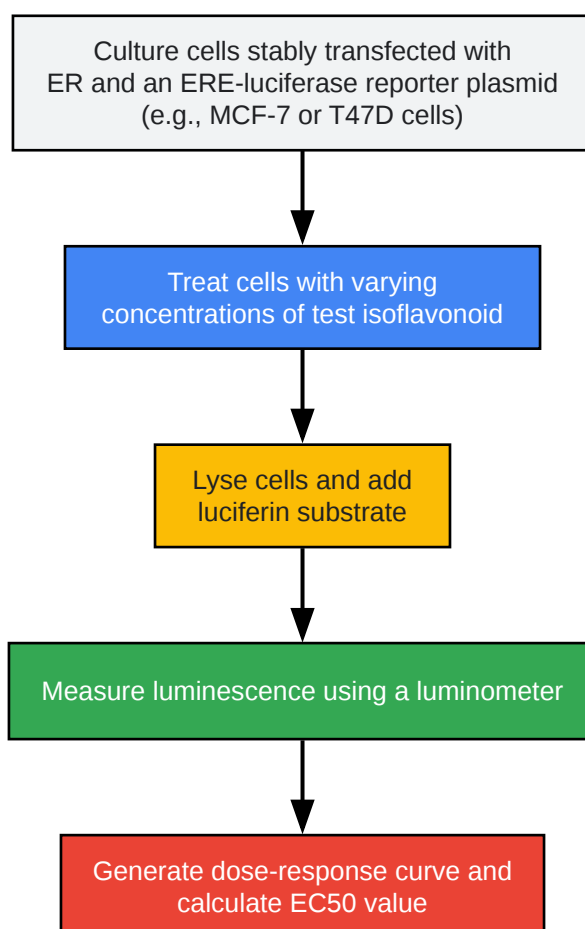 Culture cells stably transfected with
ER and an ERE-luciferase reporter plasmid
(e.g., MCF-7 or T47D cells)
Treat cells with varying
concentrations of test isoflavonoid
Lyse cells and add
luciferin substrate
Measure luminescence using a luminometer
Generate dose-response curve and
calculate EC50 value